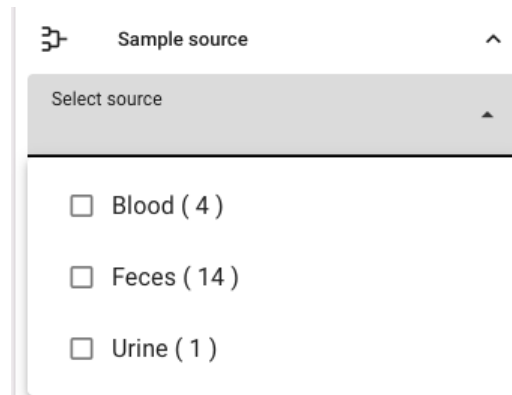 Sample source
Select source
Blood ( 4 )
Feces ( 14 )
Urine ( 1 )